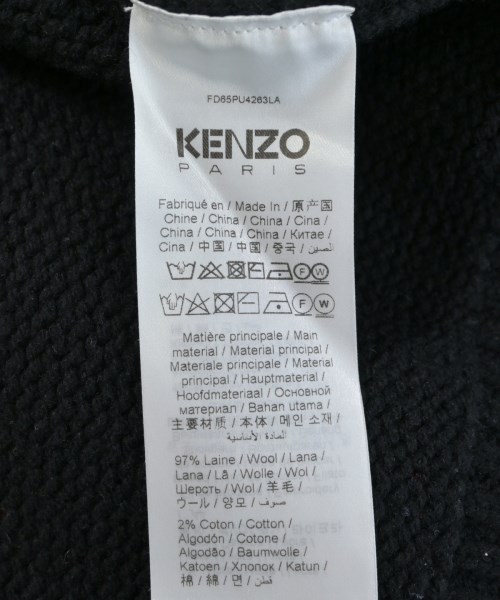 FD65PU4263LA
KENZO
PARIS
Fabriqué en / Made In / 原产国
Chine / China / China / Cina /
China / China / China / Китае /
Cina / 中国 / 中国 / 중국 / الصين
F W
F W
Matière principale / Main
material / Material principal /
Materiale principale / Material
principal / Hauptmaterial /
Hoofdmateriaal / Основной
материал / Bahan utama /
主要材质 / 本体 / 메인 소재 /
المادة الأساسية
97% Laine / Wool / Lana /
Lana / Lã / Wolle / Wol /
Шерсть / Wol / 羊毛 /
ウール / 양모 / صوف
2% Coton / Cotton /
Algodón / Cotone /
Algodão / Baumwolle /
Katoen / Хлопок / Katun /
棉 / 綿 / 면 / قطن